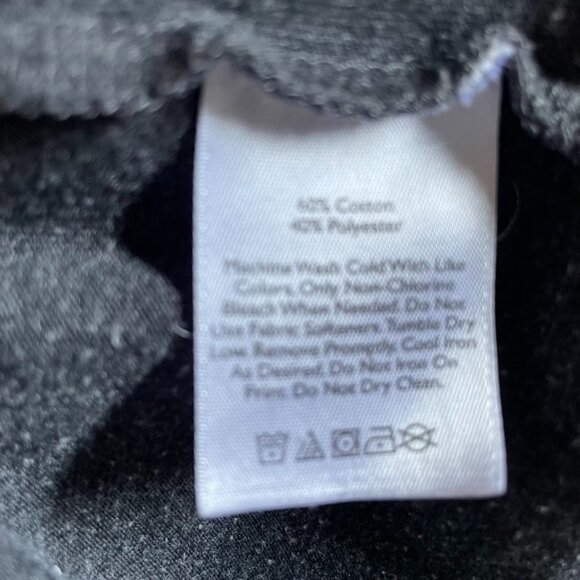 60% Cotton
40% Polyester
Machine Wash Cold With Like
Colors, Only Non-Chlorine
Bleach When Needed. Do Not
Use Fabric Softeners. Tumble Dry
Low. Remove Promptly. Cool Iron
As Desired. Do Not Iron On
Print. Do Not Dry Clean.